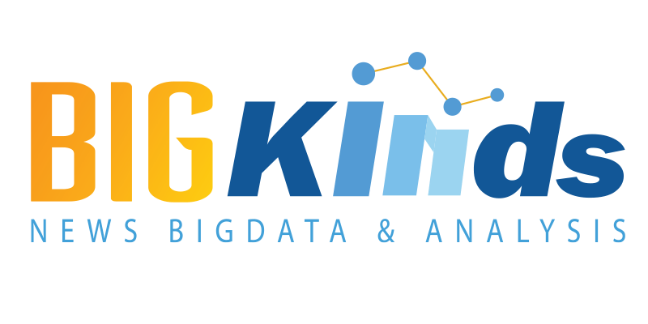 BIGKInds
NEWS BIGDATA & ANALYSIS